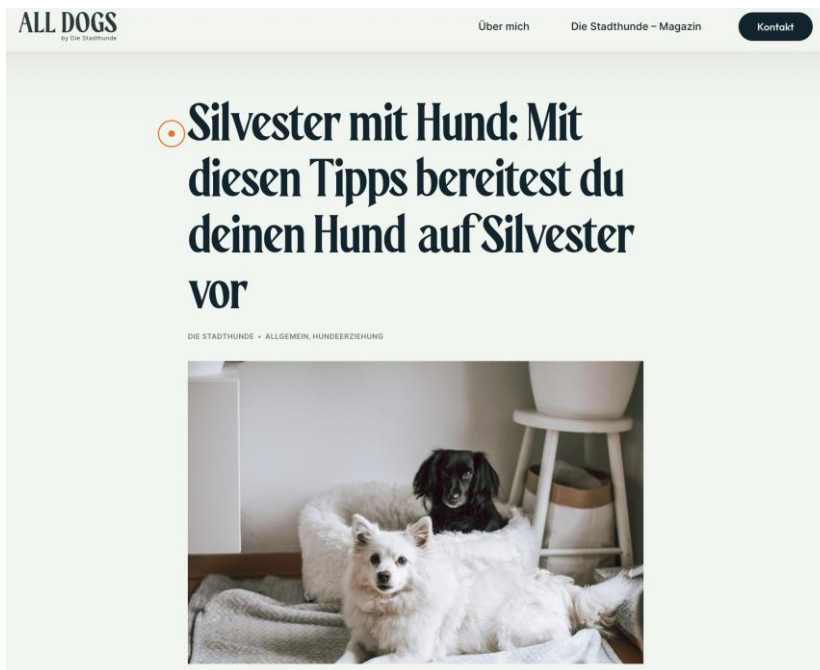 ALL DOGS
by Die Stadthunde
Über mich
Die Stadthunde – Magazin
Kontakt
Silvester mit Hund: Mit
diesen Tipps bereitest du
deinen Hund auf Silvester
vor
DIE STADTHUNDE • ALLGEMEIN, HUNDEERZIEHUNG